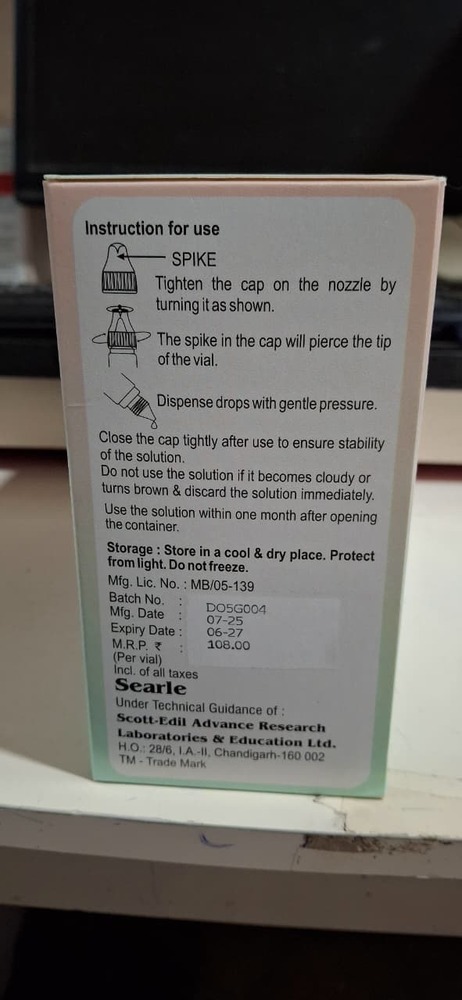 Instruction for use
SPIKE
Tighten the cap on the nozzle by
turning it as shown.
The spike in the cap will pierce the tip
of the vial.
Dispense drops with gentle pressure.
Close the cap tightly after use to ensure stability
of the solution.
Do not use the solution if it becomes cloudy or
turns brown & discard the solution immediately.
Use the solution within one month after opening
the container.
Storage : Store in a cool & dry place. Protect
from light. Do not freeze.
Mfg. Lic. No. : MB/05-139
Batch No. : DO5G004
Mfg. Date : 07-25
Expiry Date : 06-27
M.R.P. ₹ : 108.00
(Per vial)
Incl. of all taxes
Searle
Under Technical Guidance of :
Scott-Edil Advance Research
Laboratories & Education Ltd.
H.O.: 28/6, I.A.-II, Chandigarh-160 002
TM - Trade Mark